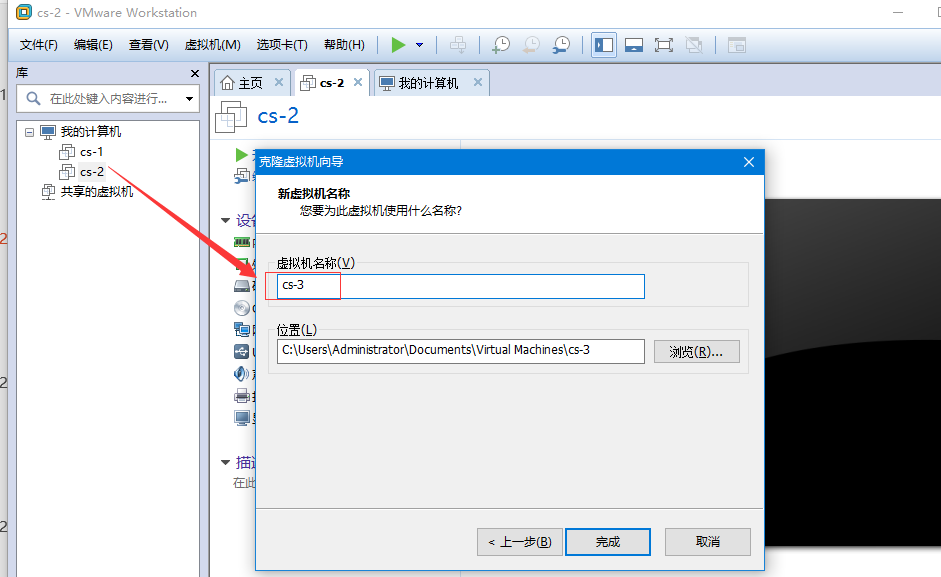 cs-2 - VMware Workstation
文件(F) 编辑(E) 查看(V) 虚拟机(M) 选项卡(T) 帮助(H)
库
在此处键入内容进行...
我的计算机
cs-1
cs-2
共享的虚拟机
主页 cs-2 我的计算机
cs-2
设
描
在此
克隆虚拟机向导
新虚拟机名称
您要为此虚拟机使用什么名称?
虚拟机名称(V)
cs-3
位置(L)
C:\Users\Administrator\Documents\Virtual Machines\cs-3
浏览(R)...
< 上一步(B) 完成 取消